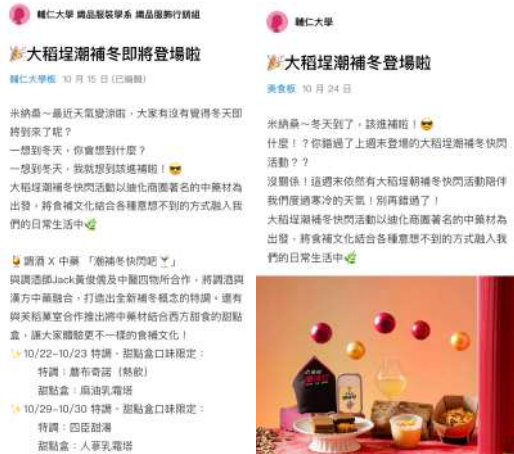 輔仁大學 織品服裝學系 織品服飾行銷組
🎉大稻埕潮補冬即將登場啦
輔仁大學板 10 月 15 日 (已編輯)
米納桑~最近天氣變涼啦,大家有沒有覺得冬天即
將到來了呢?
一想到冬天,你會想到什麼?
一想到冬天,我就想到該進補啦!😎
大稻埕潮補冬快閃活動以迪化商圈著名的中藥材為
出發,將食補文化結合各種意想不到的方式融入我
們的日常生活中🌿
🍹調酒 X 中藥 「潮補冬快閃吧🍸」
與調酒師Jack黃俊儒及中醫四物所合作,將調酒與
漢方中藥融合,打造出全新補冬概念的特調。還有
與芙稻菓室合作推出將中藥材結合西方甜食的甜點
盒,讓大家體驗更不一樣的食補文化!
✨10/22-10/23 特調、甜點盒口味限定:
特調:蘑布奇諾 (熱飲)
甜點盒:麻油乳霜塔
✨10/29-10/30 特調、甜點盒口味限定:
特調:四臣甜湯
甜點盒:人蔘乳霜塔
輔仁大學
🎉大稻埕潮補冬登場啦
美食板 10 月 24 日
米納桑~冬天到了,該進補啦!😎
什麼!?你錯過了上週末登場的大稻埕潮補冬快閃
活動??
沒關係!這週末依然有大稻埕潮補冬快閃活動陪伴
我們度過寒冷的天氣!別再錯過了!
大稻埕潮補冬快閃活動以迪化商圈著名的中藥材為
出發,將食補文化結合各種意想不到的方式融入我
們的日常生活中🌿